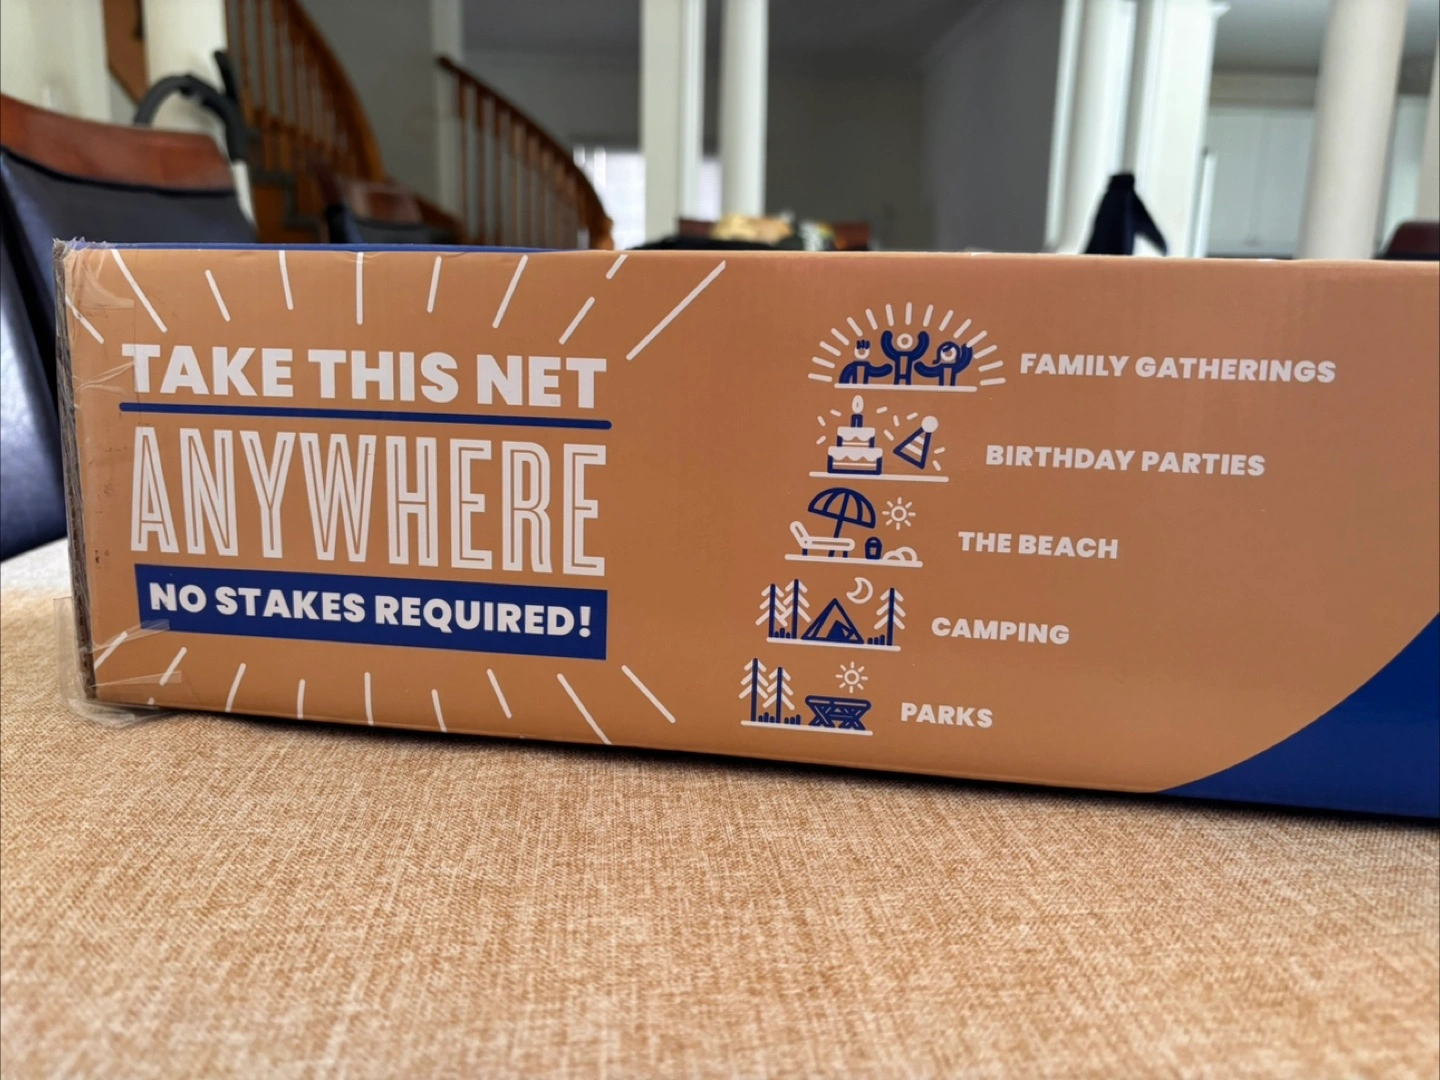 TAKE THIS NET
ANYWHERE
NO STAKES REQUIRED!
FAMILY GATHERINGS
BIRTHDAY PARTIES
THE BEACH
CAMPING
PARKS